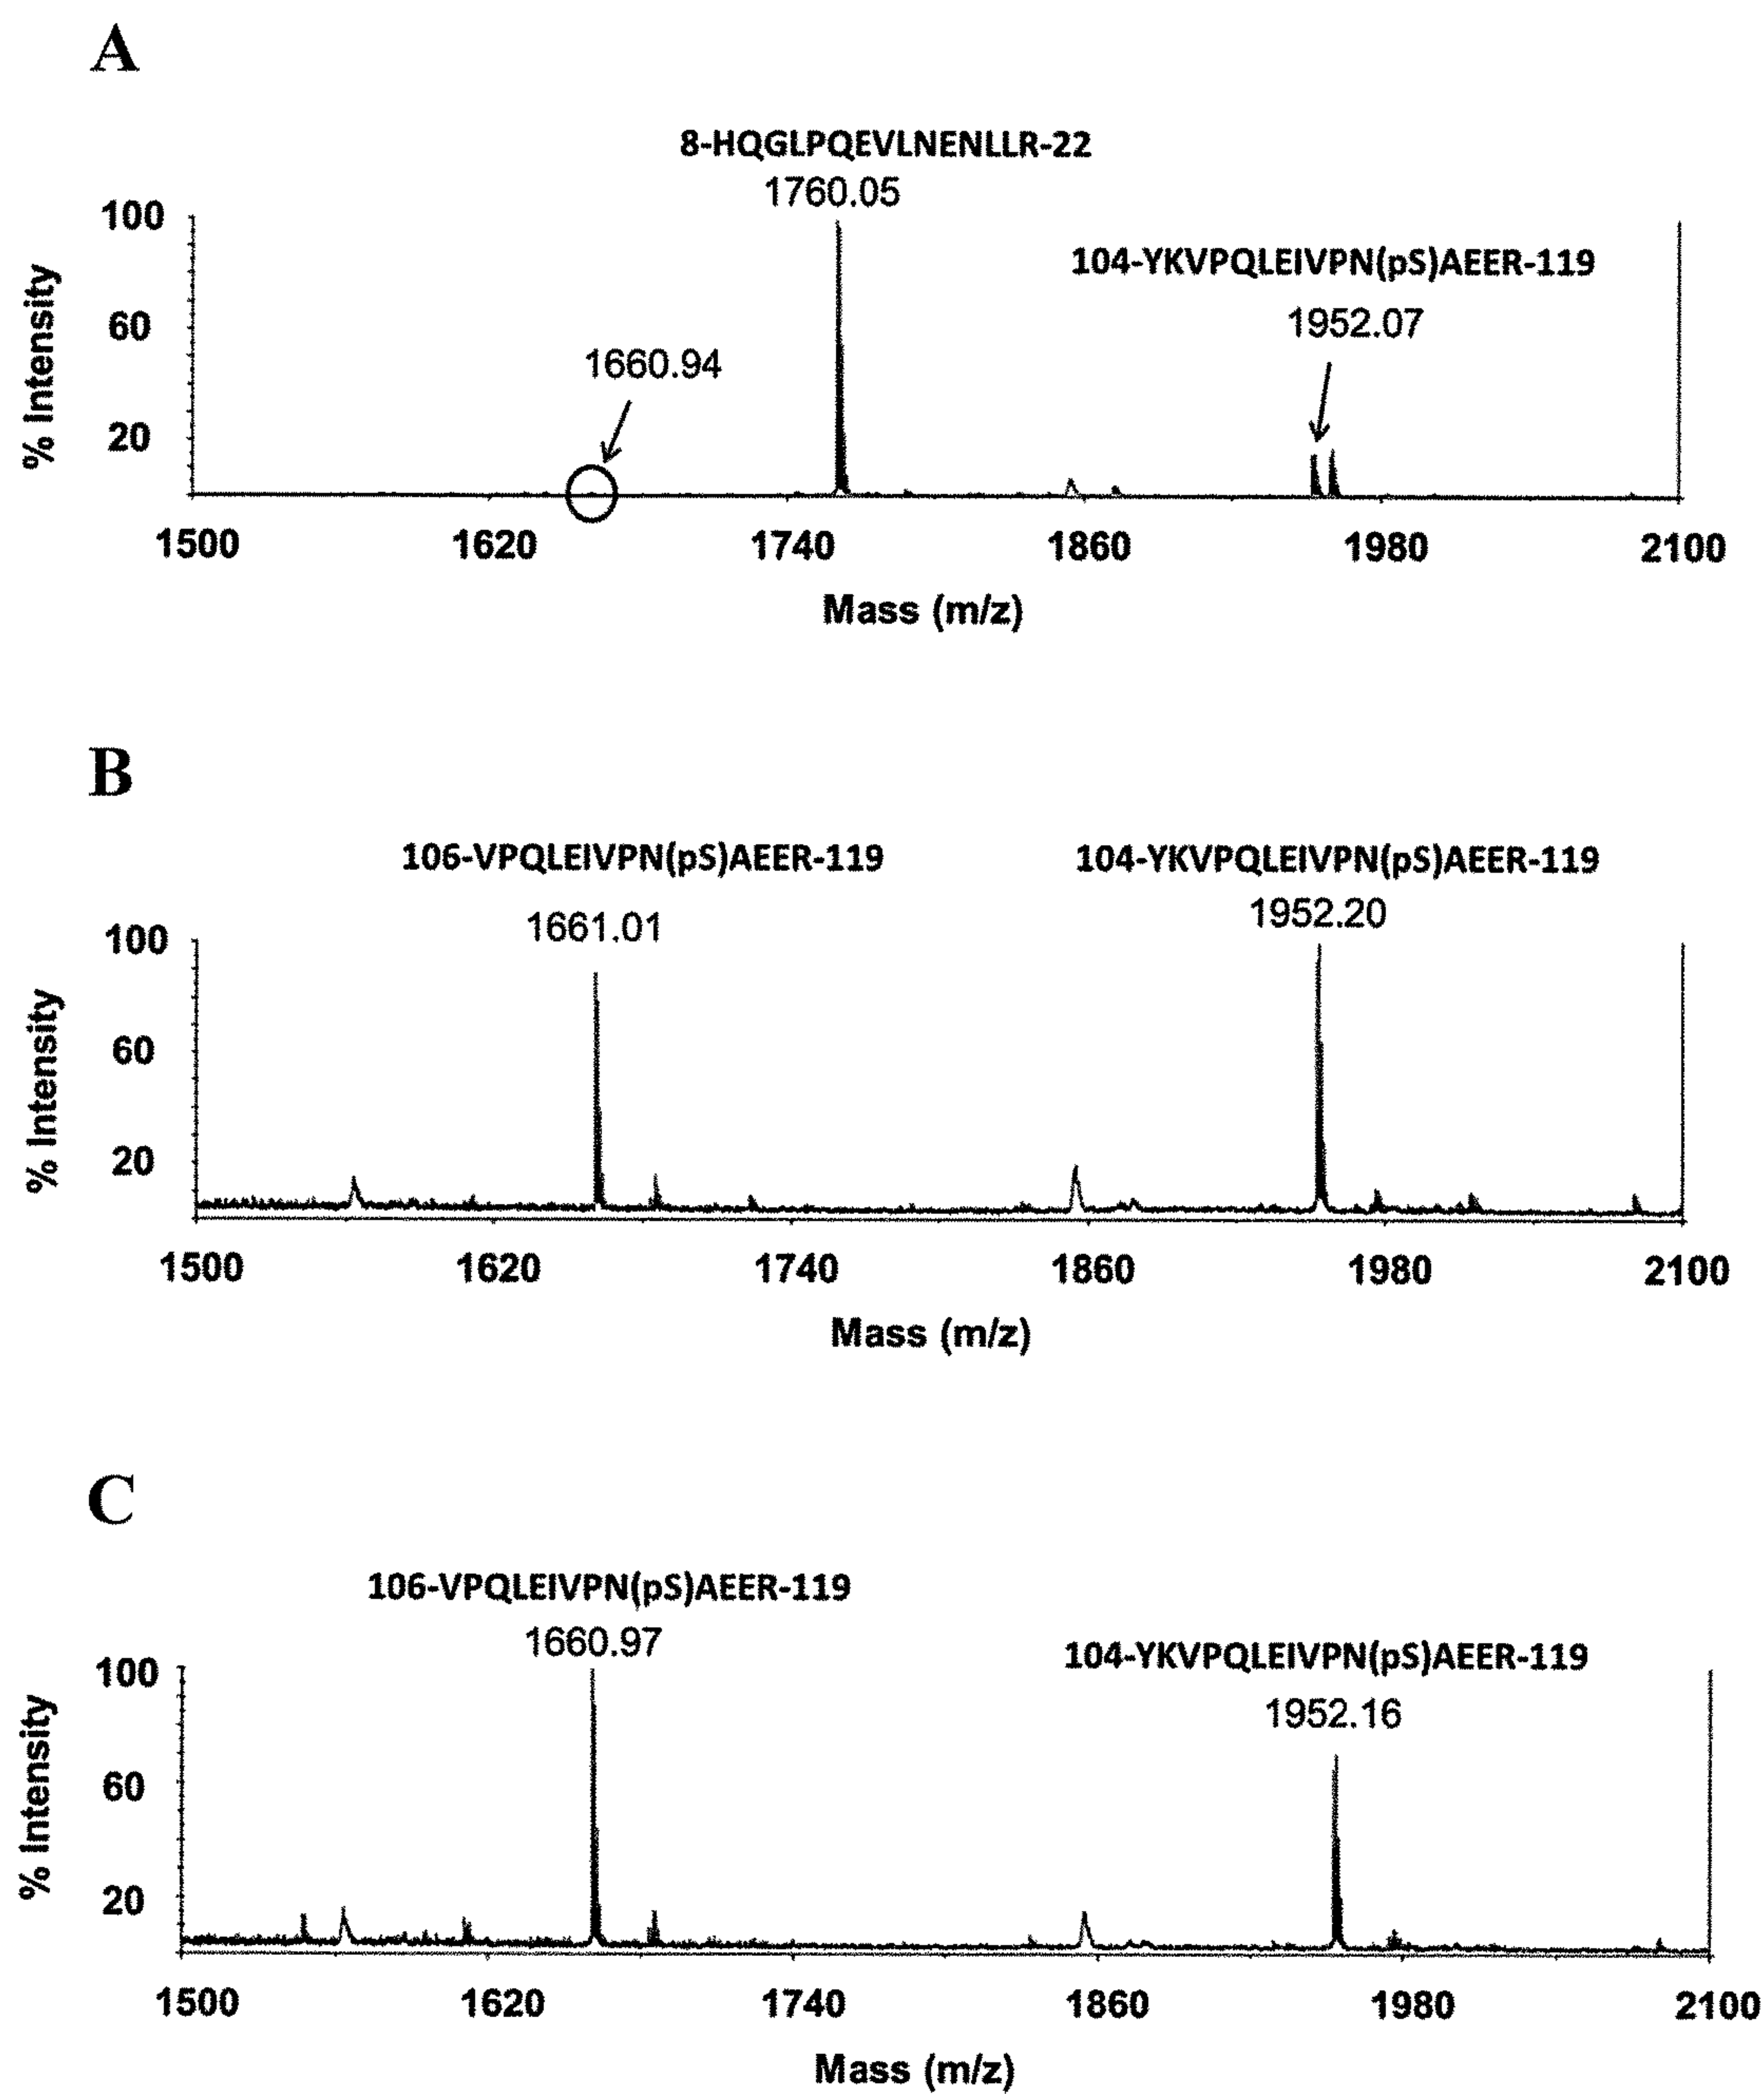 A
8-HQGLPQEVLNENLLR-22
1760.05
104-YKVPQLEIVPN(pS)AEER-119
1952.07
1660.94
100
60
20
% Intensity
1500 1620 1740 1860 1980 2100
Mass (m/z)
B
106-VPQLEIVPN(pS)AEER-119 104-YKVPQLEIVPN(pS)AEER-119
1661.01 1952.20
100
60
20
% Intensity
1500 1620 1740 1860 1980 2100
Mass (m/z)
C
106-VPQLEIVPN(pS)AEER-119
1660.97
104-YKVPQLEIVPN(pS)AEER-119
1952.16
100
60
20
% Intensity
1500 1620 1740 1860 1980 2100
Mass (m/z)